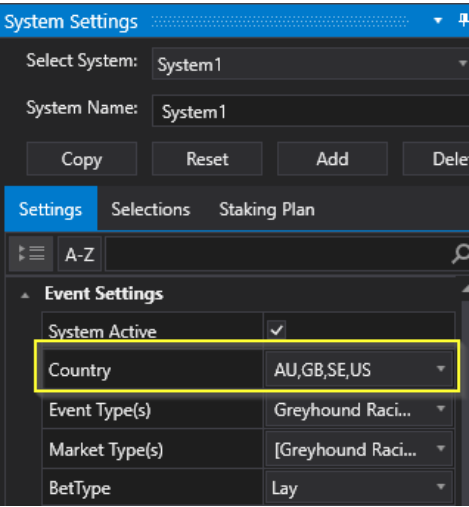 System Settings
Select System: System1
System Name: System1
Copy Reset Add Dele
Settings Selections Staking Plan
A-Z
Event Settings
System Active
Country AU,GB,SE,US
Event Type(s) Greyhound Raci...
Market Type(s) [Greyhound Raci...
BetType Lay